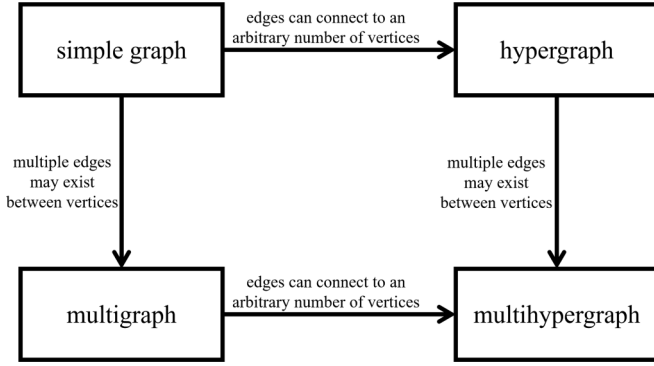 edges can connect to an
arbitrary number of vertices
simple graph
hypergraph
multiple edges
may exist
between vertices
multiple edges
may exist
between vertices
edges can connect to an
arbitrary number of vertices
multigraph
multihypergraph